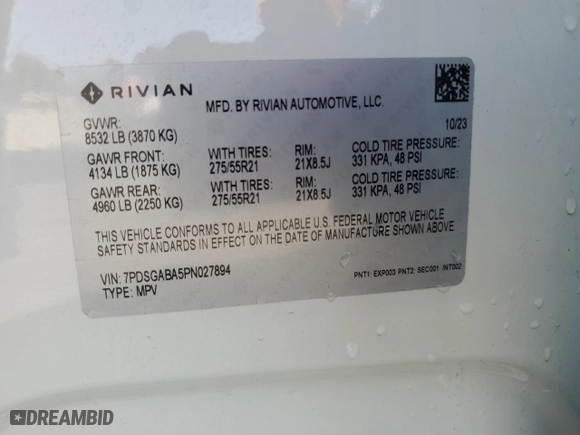 RIVIAN
MFD. BY RIVIAN AUTOMOTIVE, LLC.
GVWR:
8532 LB (3870 KG)
10/23
GAWR FRONT: WITH TIRES: RIM: COLD TIRE PRESSURE:
4134 LB (1875 KG) 275/55R21 21X8.5J 331 KPA, 48 PSI
GAWR REAR: WITH TIRES: RIM: COLD TIRE PRESSURE:
4960 LB (2250 KG) 275/55R21 21X8.5J 331 KPA, 48 PSI
THIS VEHICLE CONFORMS TO ALL APPLICABLE U.S. FEDERAL MOTOR VEHICLE
SAFETY STANDARDS IN EFFECT ON THE DATE OF MANUFACTURE SHOWN ABOVE.
VIN: 7PDSGABA5PN027894
TYPE: MPV
PNT1: EXP003 PNT2: SEC001 INT002
DREAMBID